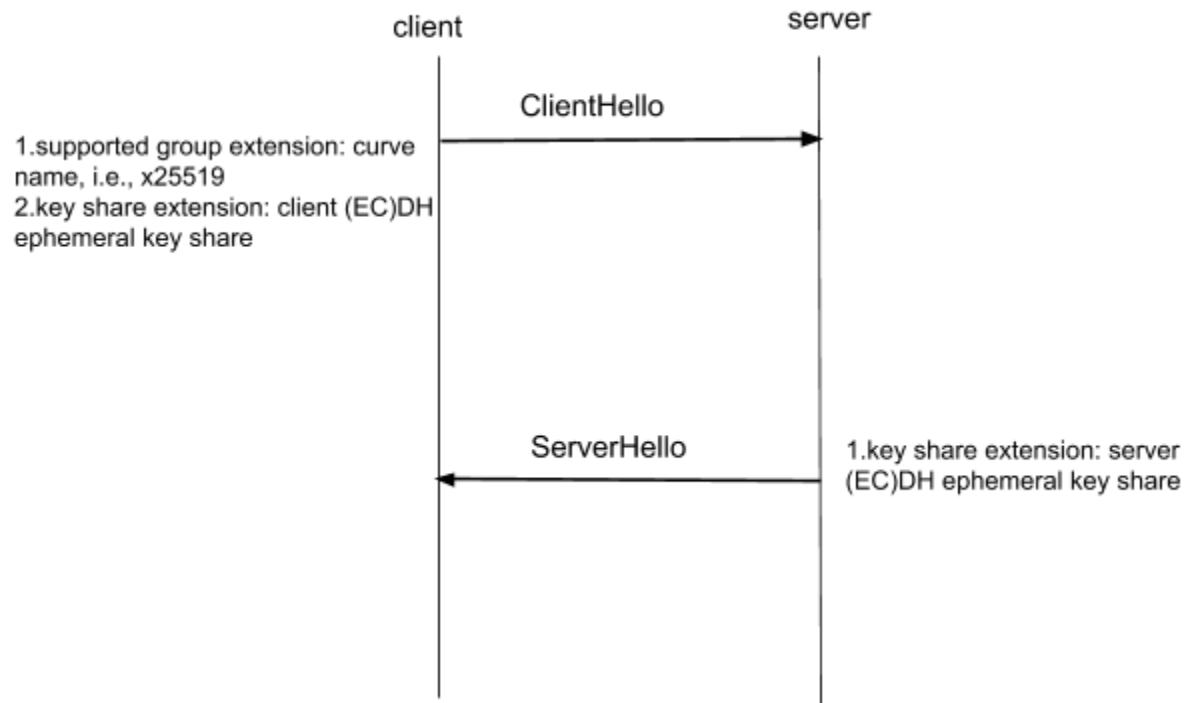 client
server
ClientHello
1.supported group extension: curve
name, i.e., x25519
2.key share extension: client (EC)DH
ephemeral key share
ServerHello
1.key share extension: server
(EC)DH ephemeral key share